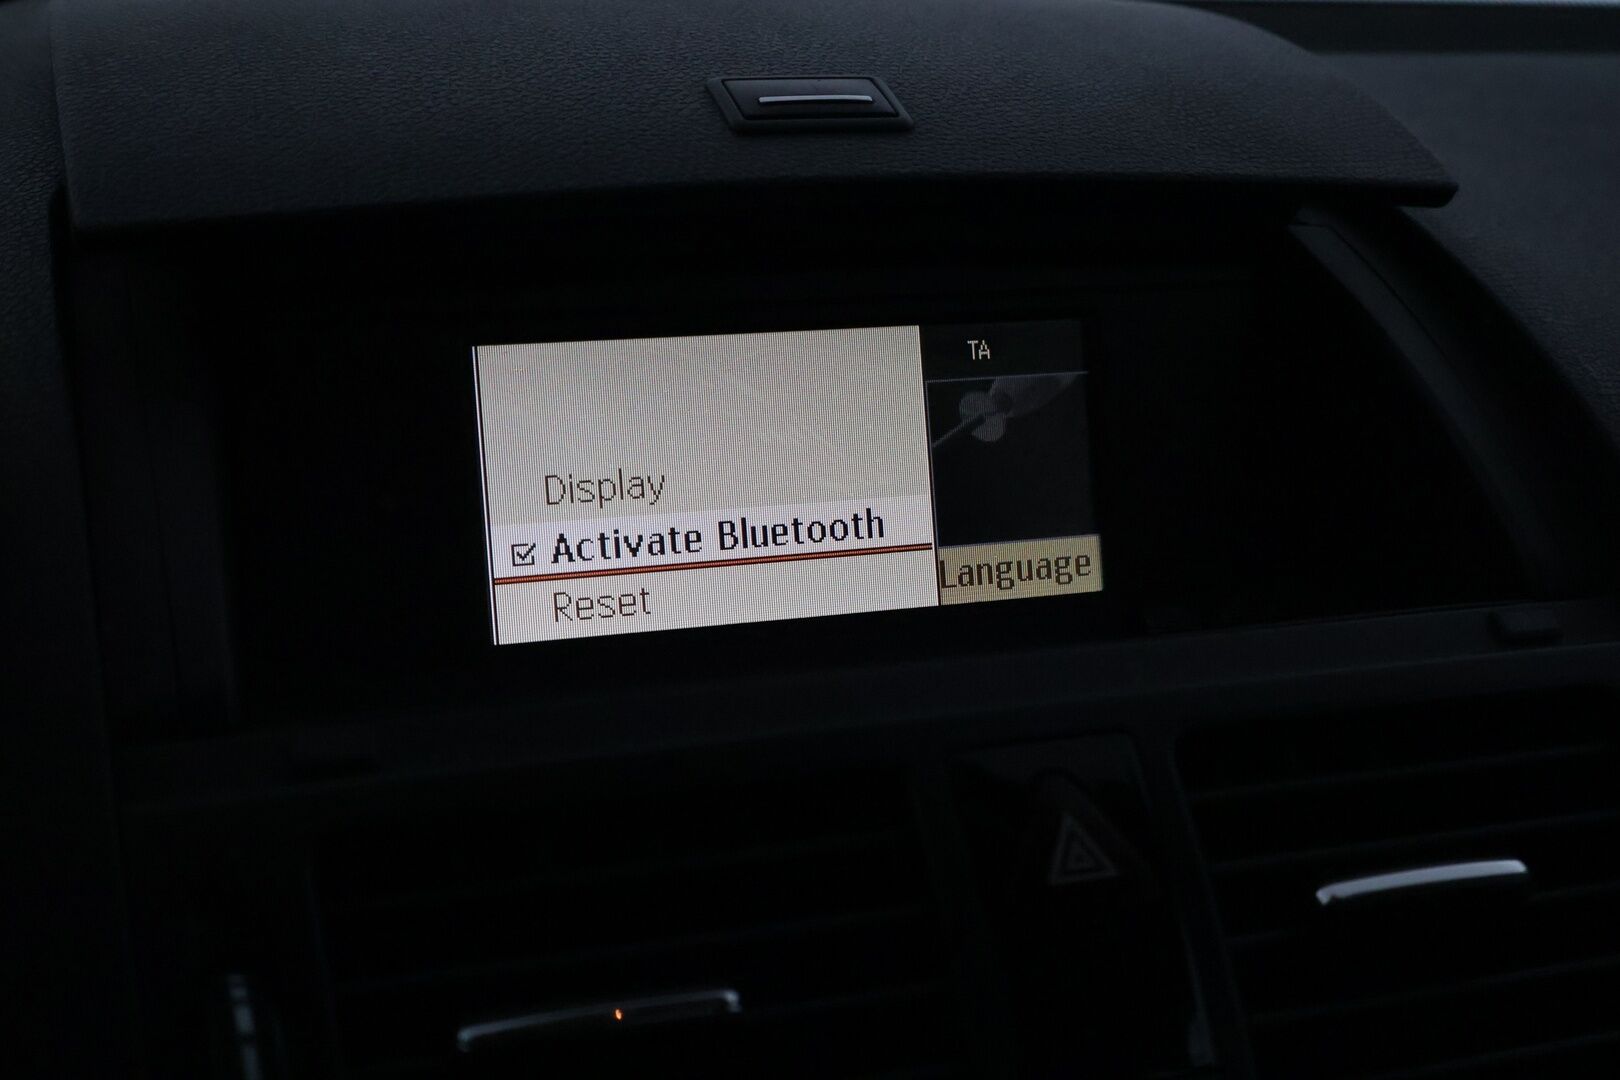 TA
Display
Activate Bluetooth
Reset
Language